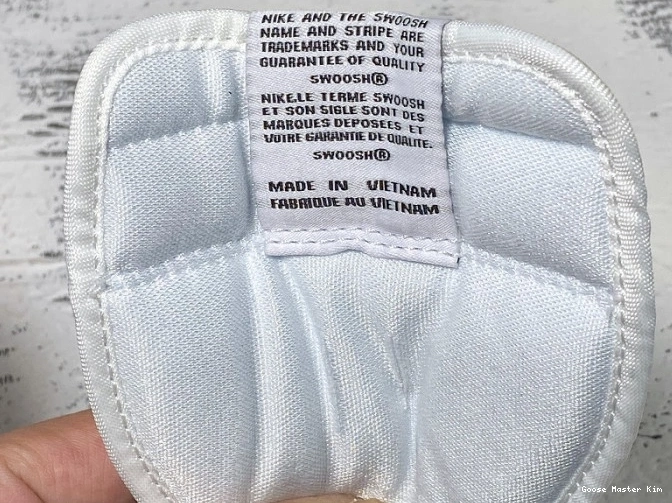 NIKE AND THE SWOOSH
NAME AND STRIPE ARE
TRADEMARKS AND YOUR
GUARANTEE OF QUALITY
SWOOSH®
NIKE.LE TERME SWOOSH
ET SON SIGLE SONT DES
MARQUES DEPOSEES ET
VOTRE GARANTIE DE QUALITE.
SWOOSH®
MADE IN VIETNAM
FABRIQUE AU VIETNAM
Goose Master Kim